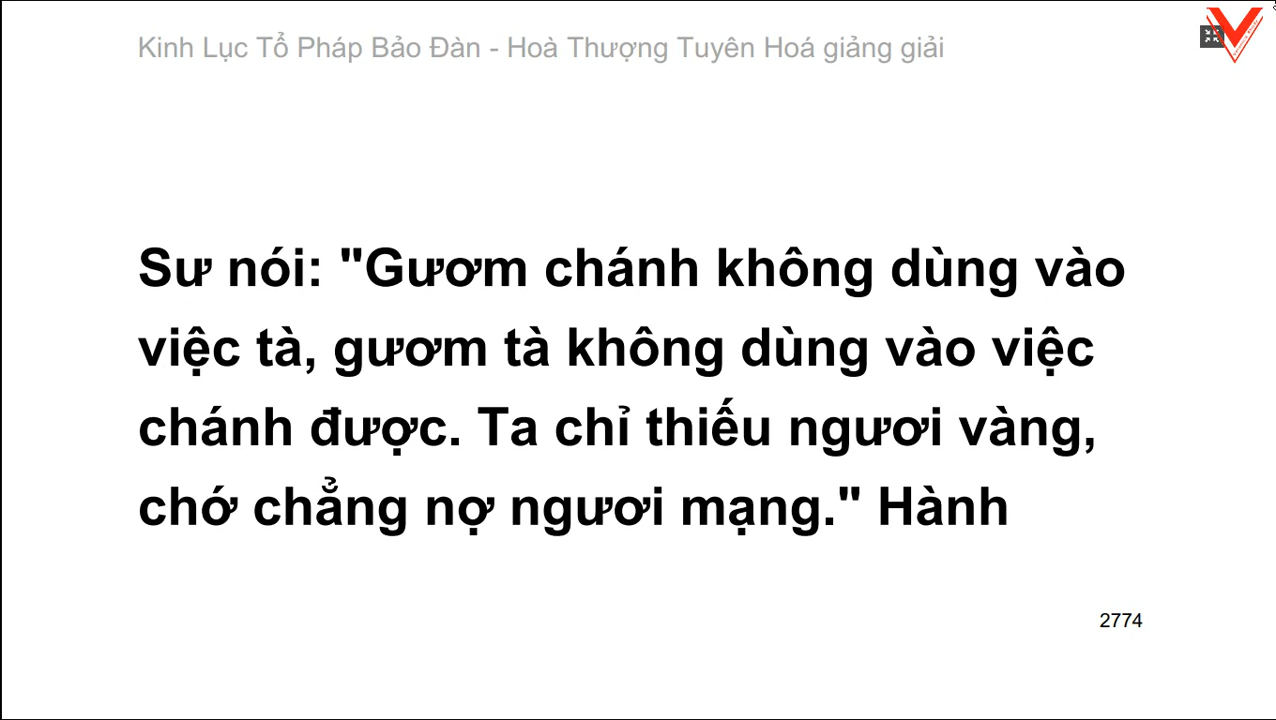 Kinh Lục Tổ Pháp Bảo Đàn - Hoà Thượng Tuyên Hoá giảng giải
Sư nói: "Gươm chánh không dùng vào
việc tà, gươm tà không dùng vào việc
chánh được. Ta chỉ thiếu ngươi vàng,
chớ chẳng nợ ngươi mạng." Hành
2774